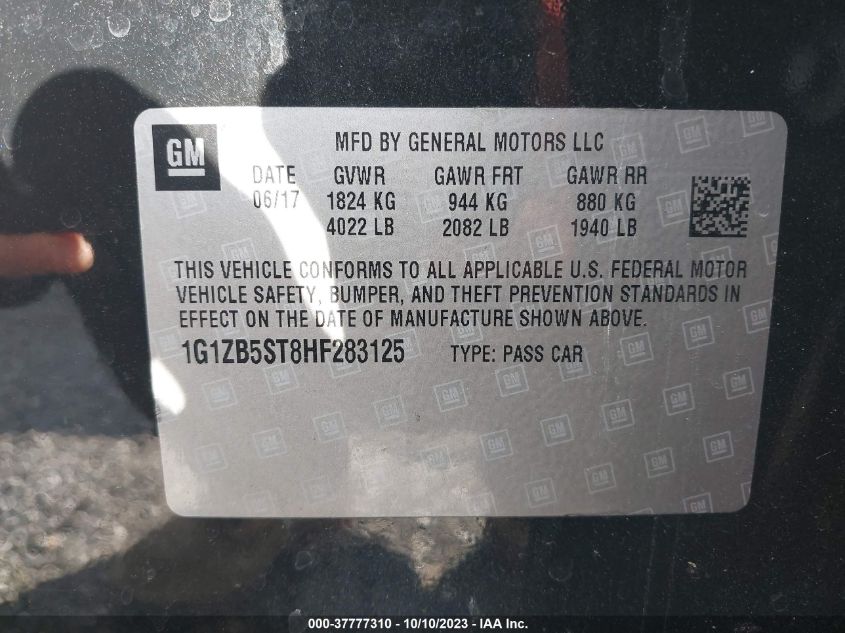 GM
MFD BY GENERAL MOTORS LLC
DATE GVWR GAWR FRT GAWR RR
06/17 1824 KG 944 KG 880 KG
4022 LB 2082 LB 1940 LB
THIS VEHICLE CONFORMS TO ALL APPLICABLE U.S. FEDERAL MOTOR
VEHICLE SAFETY, BUMPER, AND THEFT PREVENTION STANDARDS IN
EFFECT ON THE DATE OF MANUFACTURE SHOWN ABOVE.
1G1ZB5ST8HF283125 TYPE: PASS CAR
000-37777310 - 10/10/2023 - IAA Inc.